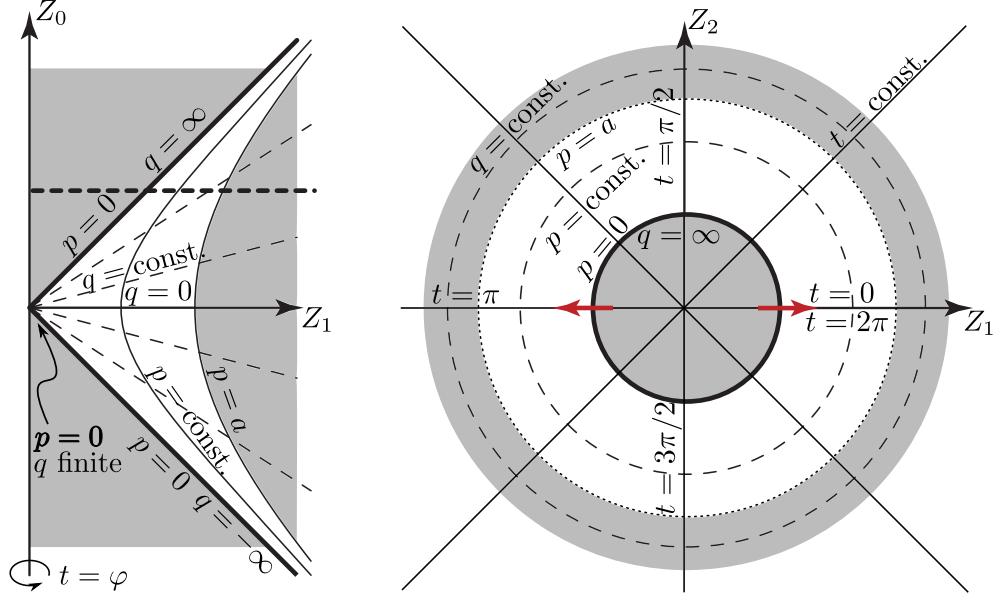 Z₀
q = ∞
p = 0
q = const.
q = 0
Z₁
p = const.
p = a
p = 0
q finite
p = 0
q = −∞
t = φ
Z₂
q = const.
p = a
t = π/2
t = const.
p = const.
p = 0
q = ∞
t = π
t = 0
t = 2π
Z₁
t = 3π/2